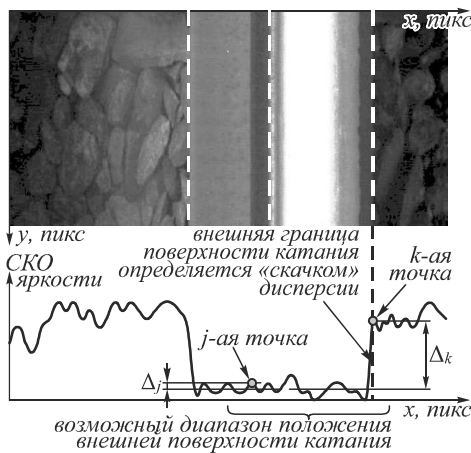 x, пикс
y, пикс
внешняя граница
поверхности катания
определяется «скачком»
дисперсии
k-ая
точка
СКО
яркости
j-ая точка
Δj
Δk
x, пикс
возможный диапазон положения
внешней поверхности катания